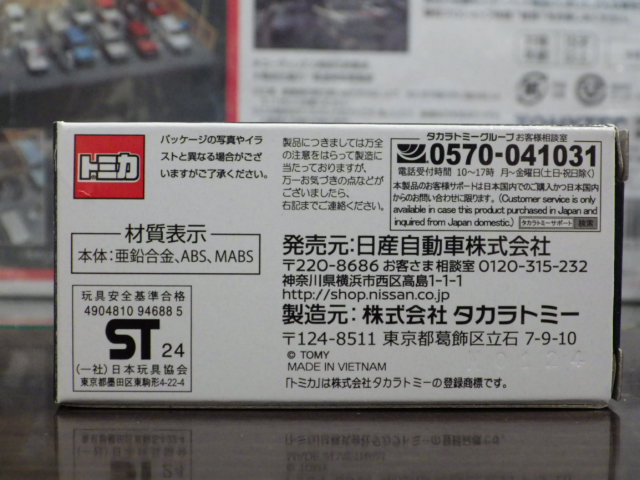 トミカ
パッケージの写真やイラ
ストと異なる場合がござ
いますがご了承ください。
材質表示
本体:亜鉛合金、ABS、MABS
玩具安全基準合格
4904810 94688 5
ST 24
(一社)日本玩具協会
東京都墨田区東駒形4-22-4
製品につきましては万全
の注意をはらって製造に
当たっておりますが、
万一お気づきの点などが
ございましたら、
右記までご連絡ください。
タカラトミーグループお客様相談室
0570-041031
電話受付時間 10〜17時 月〜金曜日(土・日・祝日除く)
本製品のお客様サポートは日本国内でのご購入かつ日本国内
からのお問い合わせに限ります。(Customer service is only
available in case this product purchased in Japan and
inquired from Japan domestic.) タカラトミーサポート 検索
発売元:日産自動車株式会社
〒220-8686 お客さま相談室 0120-315-232
神奈川県横浜市西区高島1-1-1
http://shop.nissan.co.jp
製造元:株式会社 タカラトミー
〒124-8511 東京都葛飾区立石 7-9-10
© TOMY
MADE IN VIETNAM
「トミカ」は株式会社タカラトミーの登録商標です。